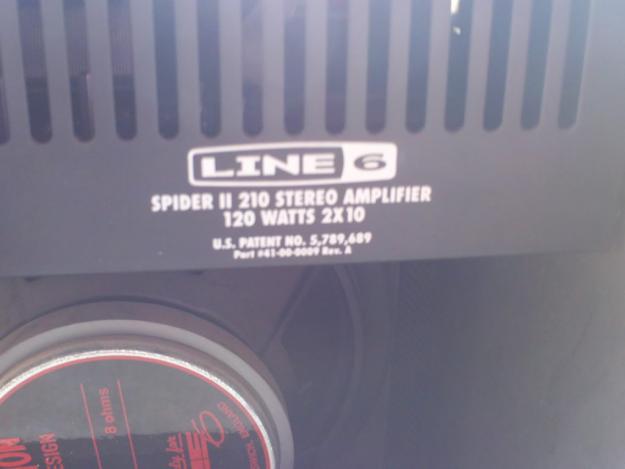 LINE 6
SPIDER II 210 STEREO AMPLIFIER
120 WATTS 2X10
U.S. PATENT NO. 5,789,689
Part #41-00-0009 Rev. A
8 ohms